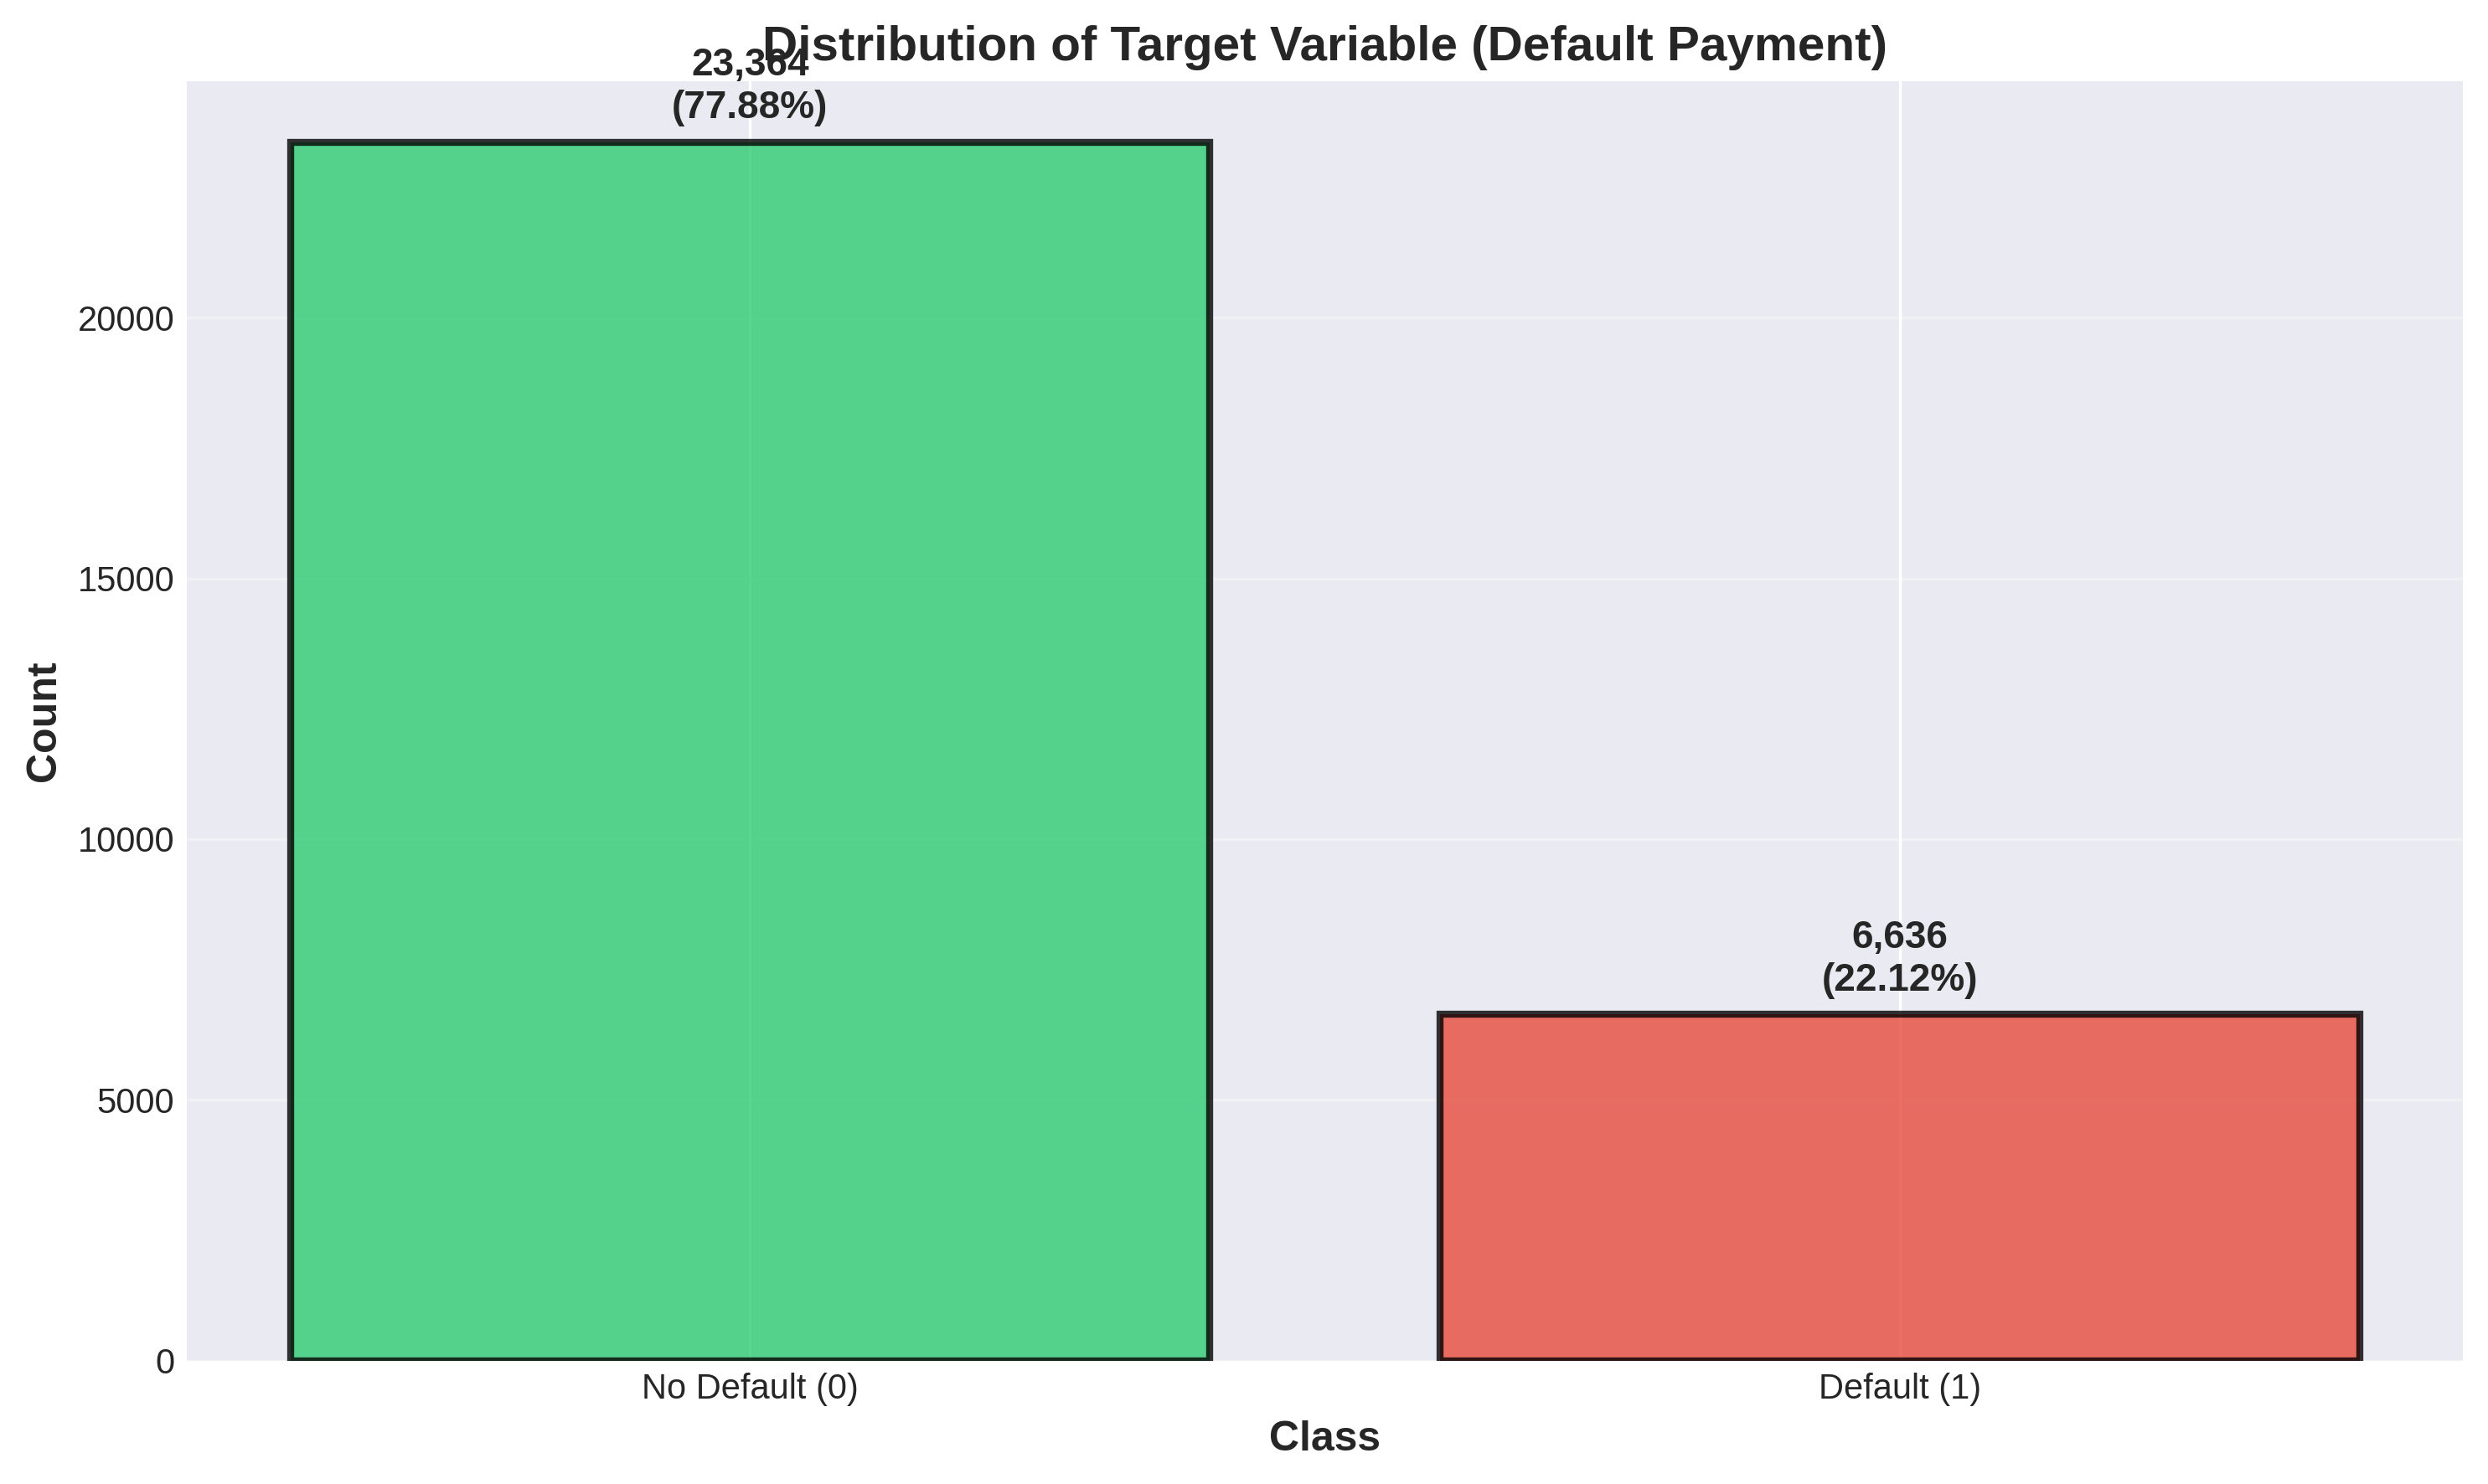 Distribution of Target Variable (Default Payment)
23,364
(77.88%)
20000
15000
10000
5000
0
Count
6,636
(22.12%)
No Default (0)
Default (1)
Class